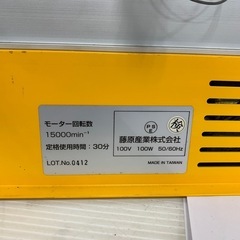 モーター回転数
15000min⁻¹
定格使用時間：30分
LOT.No.0412
PSE
藤原産業株式会社
100V 100W 50/60Hz
MADE IN TAIWAN